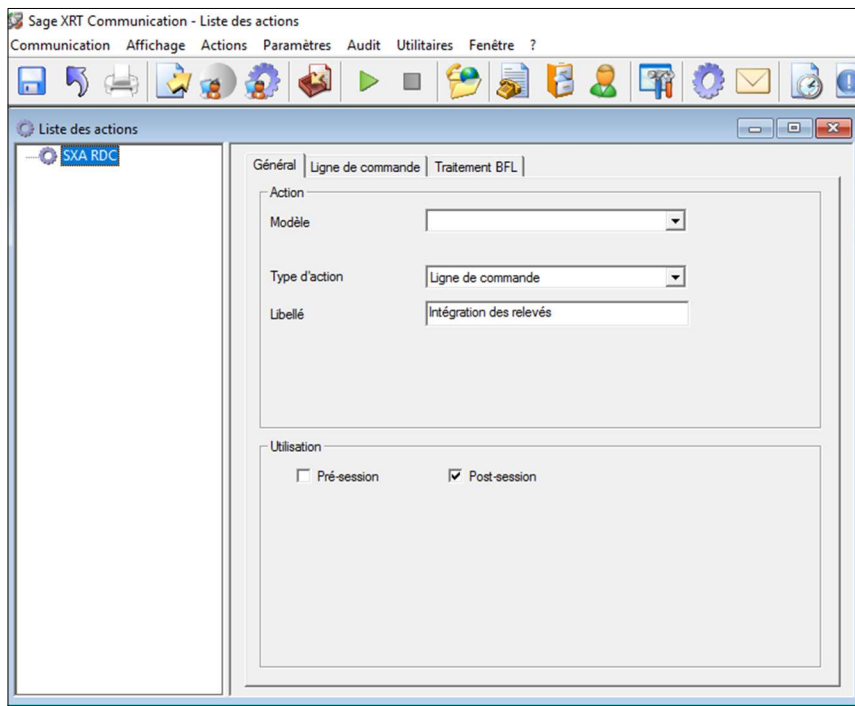 Sage XRT Communication - Liste des actions
Communication Affichage Actions Paramètres Audit Utilitaires Fenêtre ?
Liste des actions
SXA RDC
Général Ligne de commande Traitement BFL
Action
Modèle
Type d'action Ligne de commande
Libellé Intégration des relevés
Utilisation
Pré-session Post-session